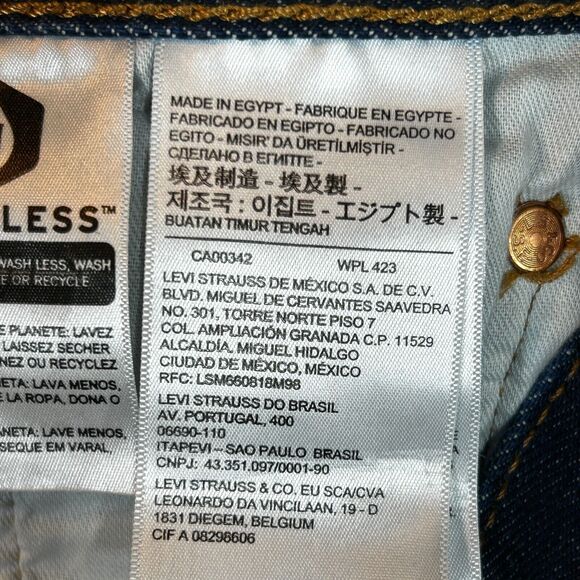 LESS™
WASH LESS, WASH
OR RECYCLE
PLANETE: LAVEZ
LAISSEZ SECHER
NEZ OU RECYCLEZ
ETA: LAVA MENOS,
E LA ROPA, DONA O
NETA: LAVE MENOS,
SEQUE EM VARAL,
MADE IN EGYPT - FABRIQUE EN EGYPTE -
FABRICADO EN EGIPTO - FABRICADO NO
EGITO - MISIR' DA ÜRETİLMİŞTİR -
СДЕЛАНО В ЕГИПТЕ -
埃及制造 - 埃及製 -
제조국 : 이집트 - エジプト製 -
BUATAN TIMUR TENGAH
CA00342 WPL 423
LEVI STRAUSS DE MÉXICO S.A. DE C.V.
BLVD. MIGUEL DE CERVANTES SAAVEDRA
NO. 301, TORRE NORTE PISO 7
COL. AMPLIACIÓN GRANADA C.P. 11529
ALCALDÍA, MIGUEL HIDALGO
CIUDAD DE MÉXICO, MÉXICO
RFC: LSM660818M98
LEVI STRAUSS DO BRASIL
AV. PORTUGAL, 400
06690-110
ITAPEVI – SAO PAULO BRASIL
CNPJ: 43.351.097/0001-90
LEVI STRAUSS & CO. EU SCA/CVA
LEONARDO DA VINCILAAN, 19 - D
1831 DIEGEM, BELGIUM
CIF A 08298606